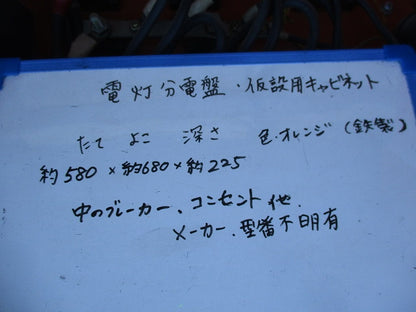 電灯分電盤・仮設用キャビネット
たて よこ 深さ 色・オレンジ(鉄製)
約580×約680×約225
中のブレーカー、コンセント他、
メーカー、型番不明有